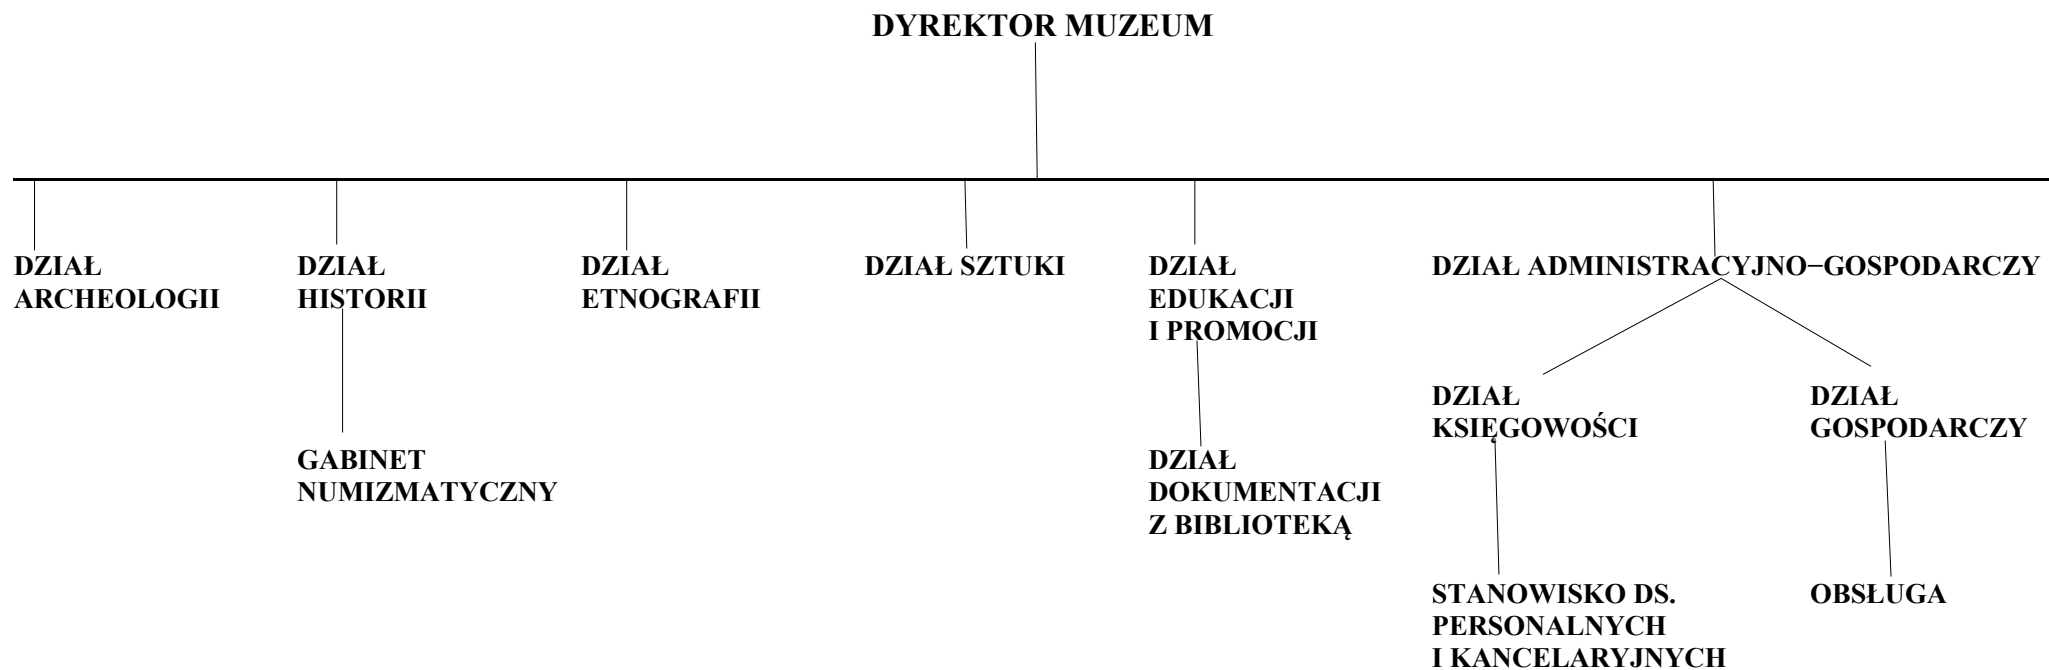 DYREKTOR MUZEUM
DZIAŁ
ARCHEOLOGII
DZIAŁ
HISTORII
DZIAŁ
ETNOGRAFII
DZIAŁ SZTUKI
DZIAŁ
EDUKACJI
I PROMOCJI
DZIAŁ ADMINISTRACYJNO–GOSPODARCZY
GABINET
NUMIZMATYCZNY
DZIAŁ
DOKUMENTACJI
Z BIBLIOTEKĄ
DZIAŁ
KSIĘGOWOŚCI
DZIAŁ
GOSPODARCZY
STANOWISKO DS.
PERSONALNYCH
I KANCELARYJNYCH
OBSŁUGA